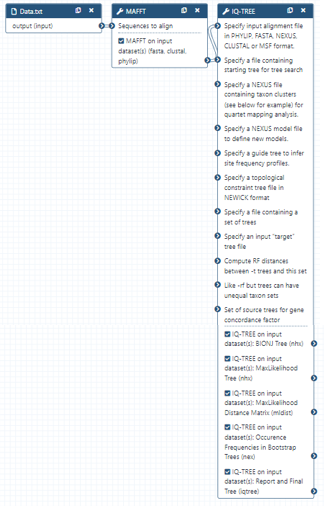 Data.txt
output (input)
MAFFT
Sequences to align
MAFFT on input
dataset(s) (fasta, clustal,
phylip)
IQ-TREE
Specify input alignment file
in PHYLIP, FASTA, NEXUS,
CLUSTAL or MSF format.
Specify a file containing
starting tree for tree search
Specify a NEXUS file
containing taxon clusters
(see below for example) for
quartet mapping analysis.
Specify a NEXUS model file
to define new models.
Specify a guide tree to infer
site frequency profiles.
Specify a topological
constraint tree file in
NEWICK format
Specify a file containing a
set of trees
Specify an input "target"
tree file
Compute RF distances
between -t trees and this set
Like -rf but trees can have
unequal taxon sets
Set of source trees for gene
concordance factor
IQ-TREE on input
dataset(s): BIONJ Tree (nhx)
IQ-TREE on input
dataset(s): MaxLikelihood
Tree (nhx)
IQ-TREE on input
dataset(s): MaxLikelihood
Distance Matrix (mldist)
IQ-TREE on input
dataset(s): Occurence
Frequencies in Bootstrap
Trees (nex)
IQ-TREE on input
dataset(s): Report and Final
Tree (iqtree)